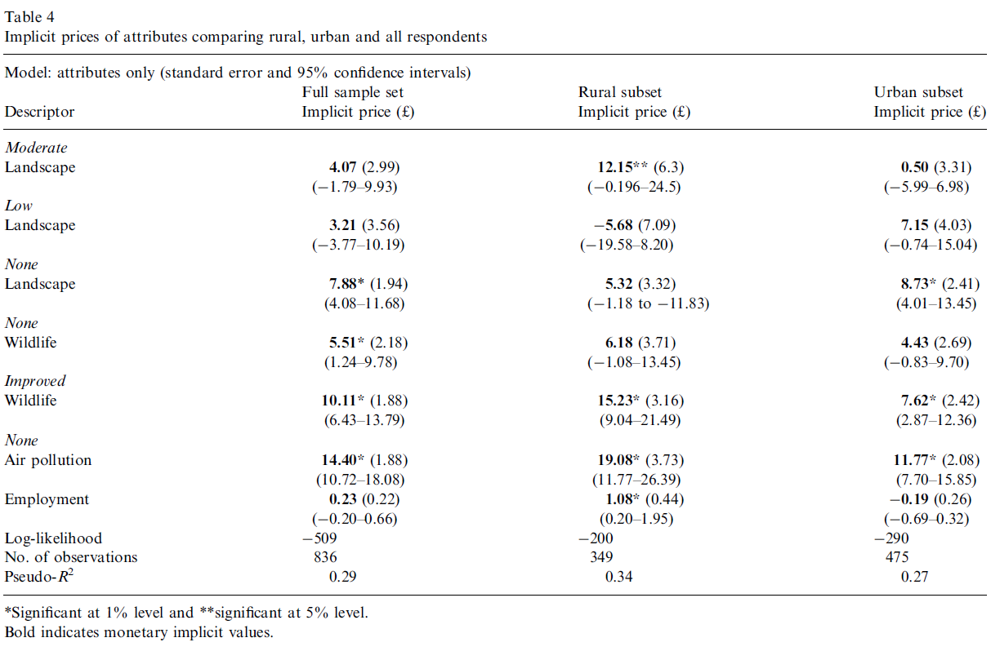 Table 4
Implicit prices of attributes comparing rural, urban and all respondents
Model: attributes only (standard error and 95% confidence intervals)
Full sample set Rural subset Urban subset
Descriptor Implicit price (£) Implicit price (£) Implicit price (£)
Moderate
Landscape 4.07 (2.99) 12.15** (6.3) 0.50 (3.31)
(−1.79–9.93) (−0.196–24.5) (−5.99–6.98)
Low
Landscape 3.21 (3.56) −5.68 (7.09) 7.15 (4.03)
(−3.77–10.19) (−19.58–8.20) (−0.74–15.04)
None
Landscape 7.88* (1.94) 5.32 (3.32) 8.73* (2.41)
(4.08–11.68) (−1.18 to −11.83) (4.01–13.45)
None
Wildlife 5.51* (2.18) 6.18 (3.71) 4.43 (2.69)
(1.24–9.78) (−1.08–13.45) (−0.83–9.70)
Improved
Wildlife 10.11* (1.88) 15.23* (3.16) 7.62* (2.42)
(6.43–13.79) (9.04–21.49) (2.87–12.36)
None
Air pollution 14.40* (1.88) 19.08* (3.73) 11.77* (2.08)
(10.72–18.08) (11.77–26.39) (7.70–15.85)
Employment 0.23 (0.22) 1.08* (0.44) −0.19 (0.26)
(−0.20–0.66) (0.20–1.95) (−0.69–0.32)
Log-likelihood −509 −200 −290
No. of observations 836 349 475
Pseudo-R² 0.29 0.34 0.27
*Significant at 1% level and **significant at 5% level.
Bold indicates monetary implicit values.